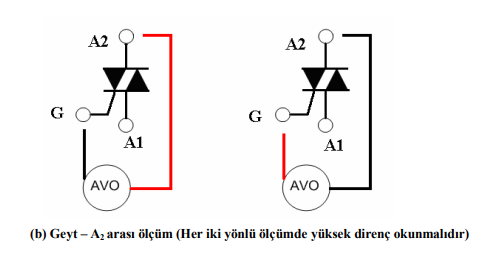 A2
G
A1
AVO
A2
G
A1
AVO
(b) Geyt – A₂ arası ölçüm (Her iki yönlü ölçümde yüksek direnç okunmalıdır)